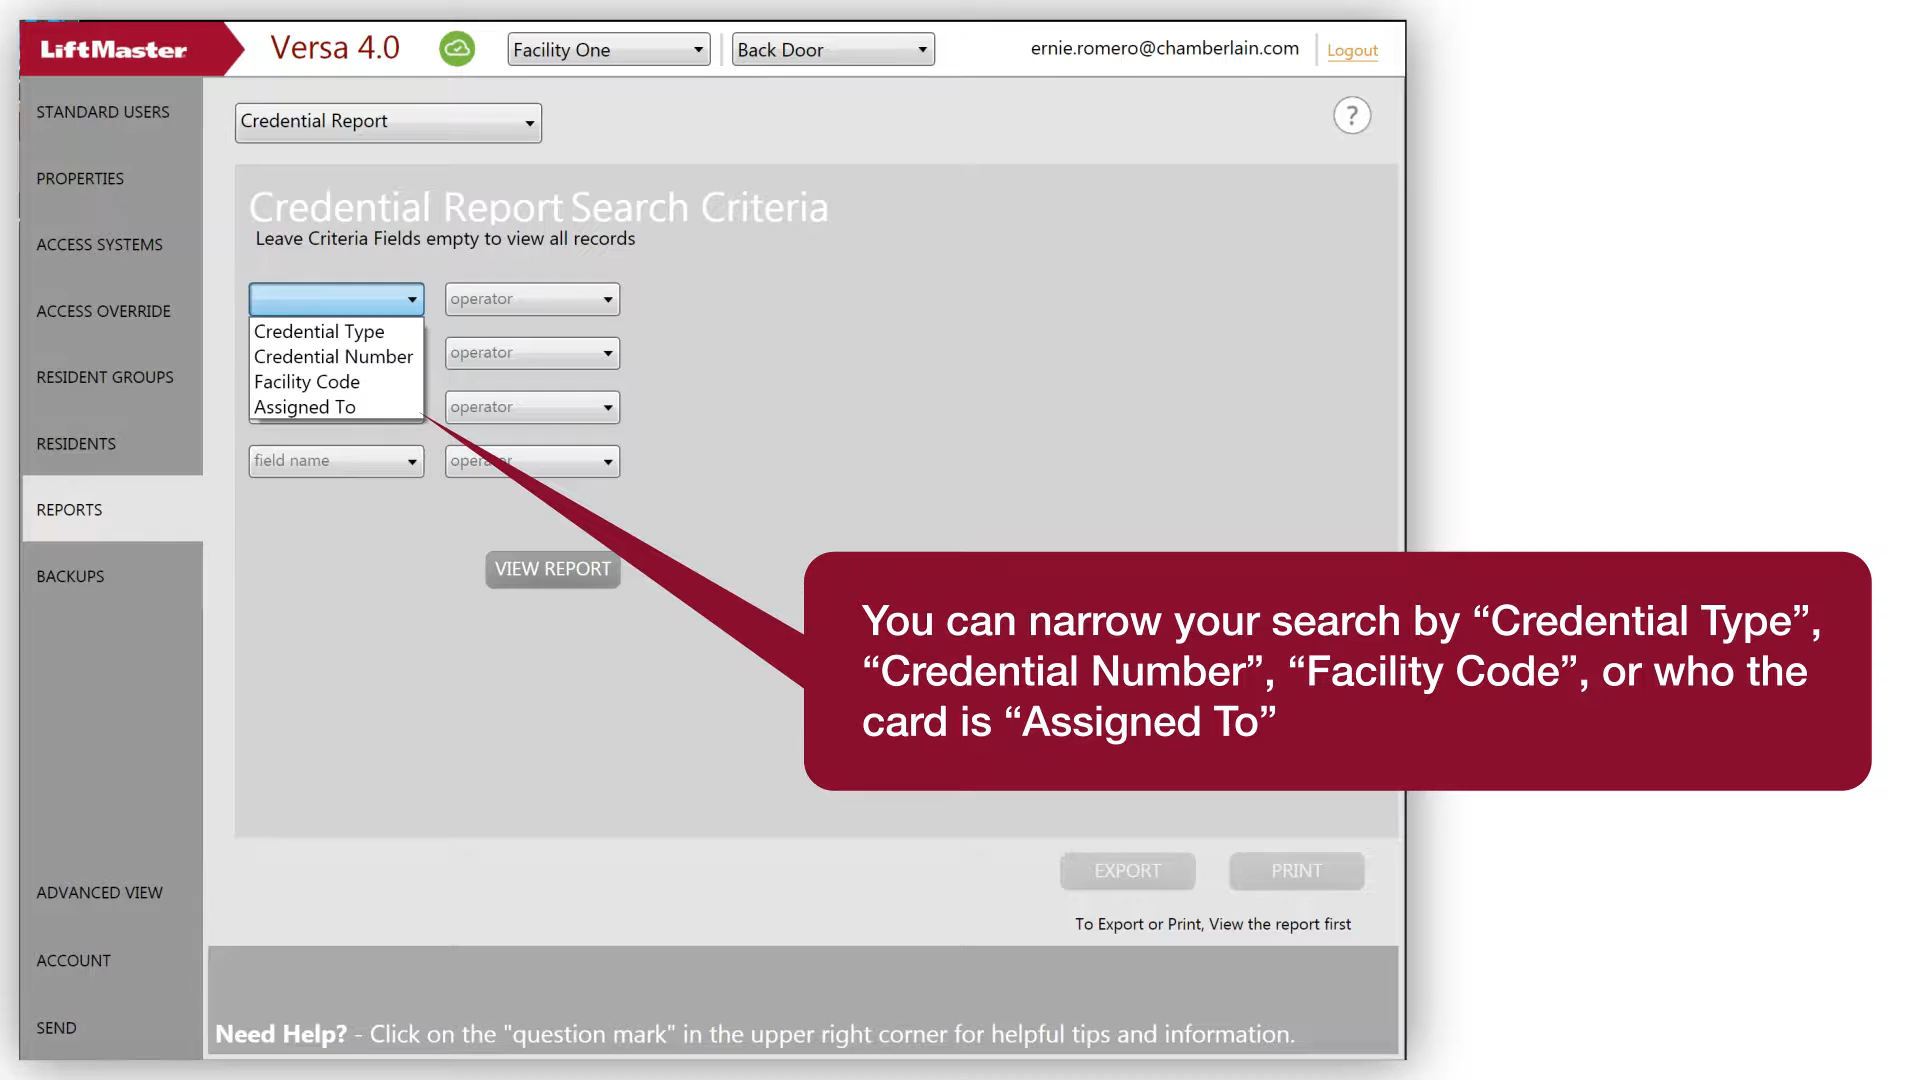 LiftMaster
Versa 4.0
Facility One
Back Door
ernie.romero@chamberlain.com
Logout
STANDARD USERS
PROPERTIES
ACCESS SYSTEMS
ACCESS OVERRIDE
RESIDENT GROUPS
RESIDENTS
REPORTS
BACKUPS
ADVANCED VIEW
ACCOUNT
SEND
Credential Report
?
Credential Report Search Criteria
Leave Criteria Fields empty to view all records
operator
Credential Type
Credential Number
Facility Code
Assigned To
operator
operator
field name
operator
VIEW REPORT
You can narrow your search by “Credential Type”,
“Credential Number”, “Facility Code”, or who the
card is “Assigned To”
EXPORT
PRINT
To Export or Print, View the report first
Need Help? - Click on the "question mark" in the upper right corner for helpful tips and information.